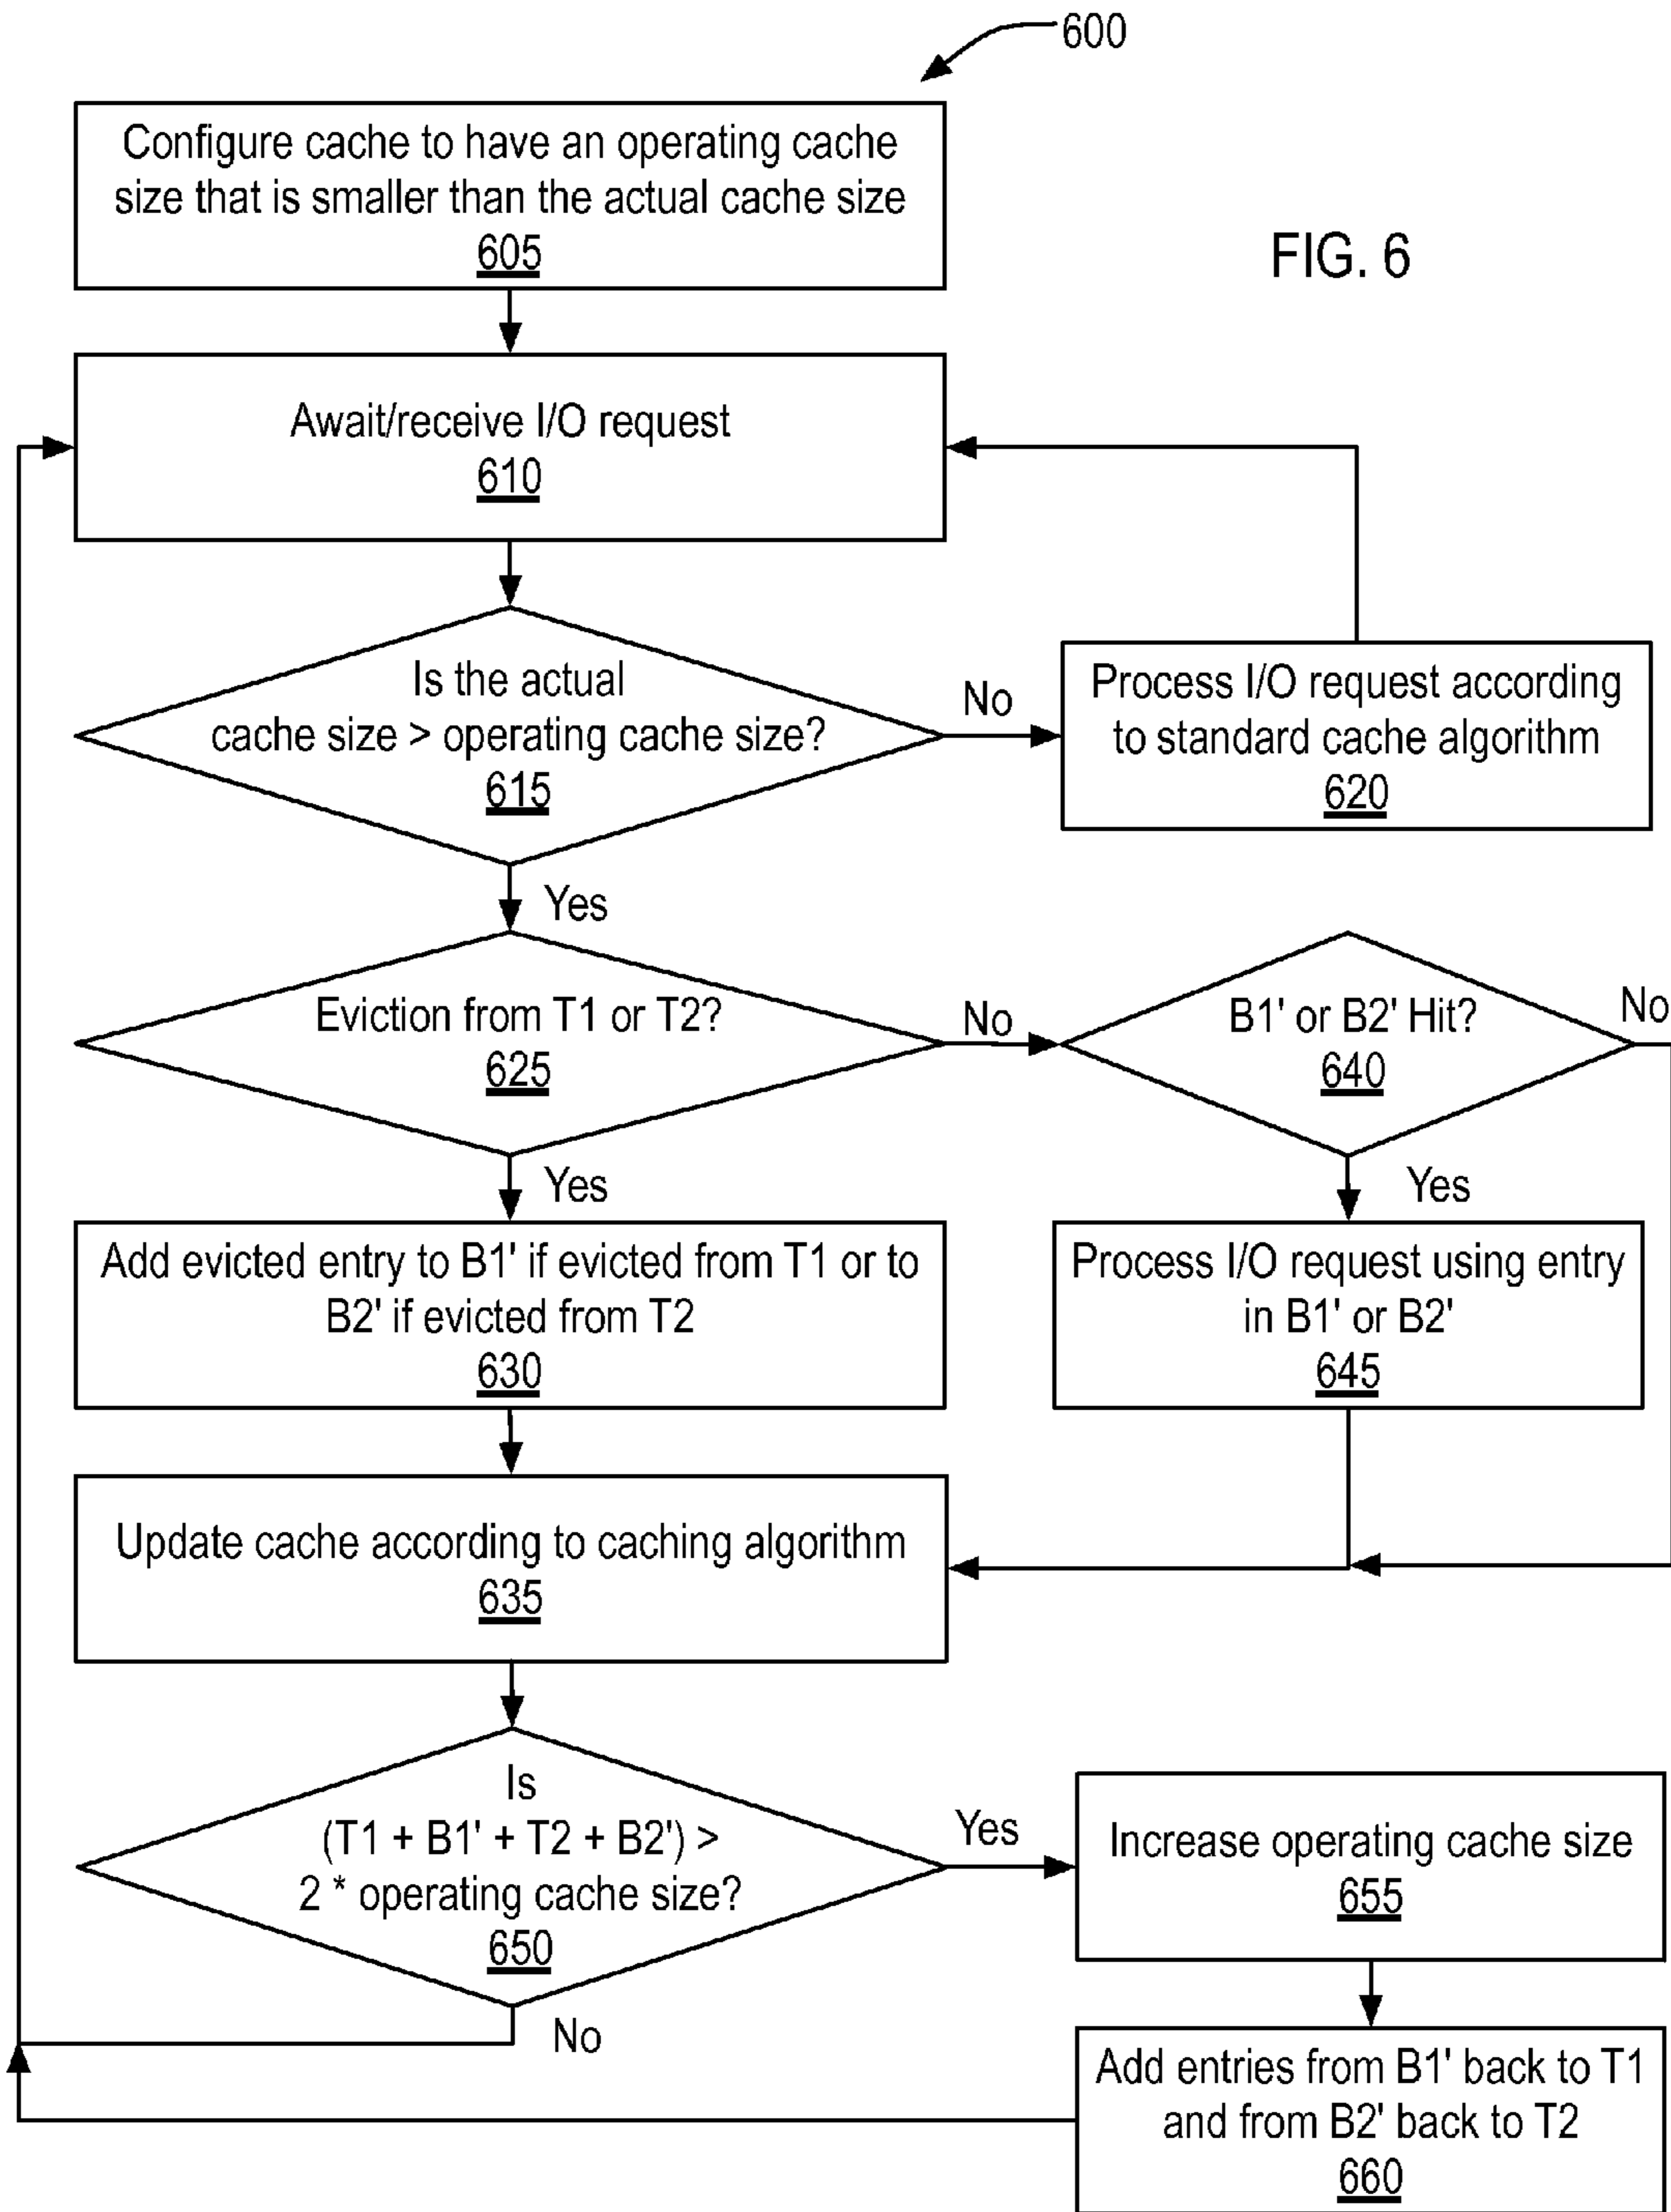 600
Configure cache to have an operating cache
size that is smaller than the actual cache size
605
FIG. 6
Await/receive I/O request
610
Is the actual
cache size > operating cache size?
615
No
Process I/O request according
to standard cache algorithm
620
Yes
Eviction from T1 or T2?
625
No
B1' or B2' Hit?
640
No
Yes
Add evicted entry to B1' if evicted from T1 or to
B2' if evicted from T2
630
Yes
Process I/O request using entry
in B1' or B2'
645
Update cache according to caching algorithm
635
Is
(T1 + B1' + T2 + B2') >
2 * operating cache size?
650
Yes
Increase operating cache size
655
No
Add entries from B1' back to T1
and from B2' back to T2
660